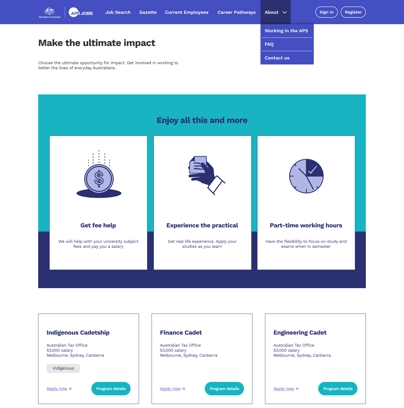 APSJOBS
Job Search
Gazette
Current Employees
Career Pathways
About
Sign in
Register
Working in the APS
FAQ
Contact us
Make the ultimate impact
Choose the ultimate opportunity for impact. Get involved in working to
better the lives of everyday Australians.
Enjoy all this and more
Get fee help
We will help with your university subject
fees and pay you a salary
Experience the practical
Get real life experience. Apply your
studies as you learn
Part-time working hours
Have the flexibility to focus on study and
exams when in semester
Indigenous Cadetship
Australian Tax Office
53,000 salary
Melbourne, Sydney, Canberra
Indigenous
Apply now
Program details
Finance Cadet
Australian Tax Office
53,000 salary
Melbourne, Sydney, Canberra
Apply now
Program details
Engineering Cadet
Australian Tax Office
53,000 salary
Melbourne, Sydney, Canberra
Apply now
Program details